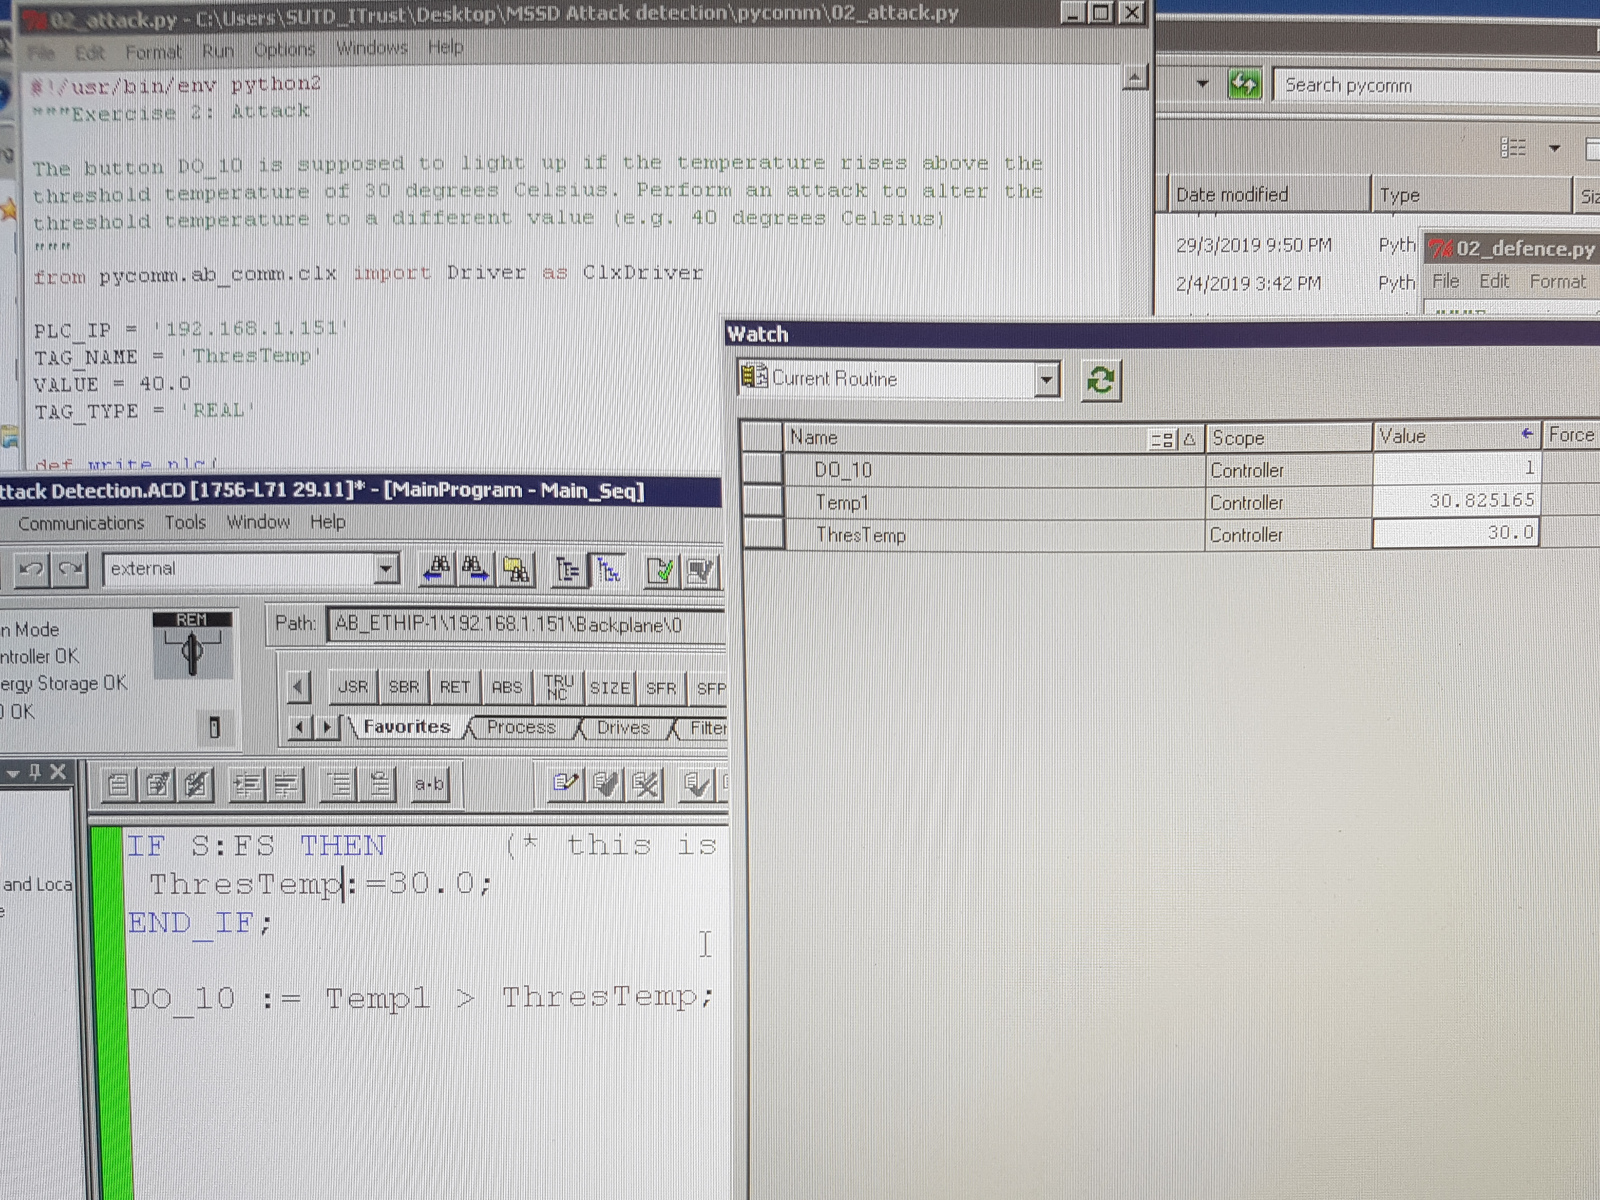 02_attack.py - C:\Users\SUTD_ITrust\Desktop\MSSD Attack detection\pycomm\02_attack.py
File Edit Format Run Options Windows Help
#!/usr/bin/env python2
"""Exercise 2: Attack
The button DO_10 is supposed to light up if the temperature rises above the
threshold temperature of 30 degrees Celsius. Perform an attack to alter the
threshold temperature to a different value (e.g. 40 degrees Celsius)
"""
from pycomm.ab_comm.clx import Driver as ClxDriver
PLC_IP = '192.168.1.151'
TAG_NAME = 'ThresTemp'
VALUE = 40.0
TAG_TYPE = 'REAL'
def write_plc(
Search pycomm
Date modified Type Siz
29/3/2019 9:50 PM Pyth
2/4/2019 3:42 PM Pyth
02_defence.py
File Edit Format
"""
Watch
Current Routine
Name Scope Value Force
DO_10 Controller 1
Temp1 Controller 30.825165
ThresTemp Controller 30.0
ttack Detection.ACD [1756-L71 29.11]* - [MainProgram - Main_Seq]
Communications Tools Window Help
external
n Mode
ntroller OK
ergy Storage OK
O OK
REM
Path: AB_ETHIP-1\192.168.1.151\Backplane\0
JSR SBR RET ABS TRUNC SIZE SFR SFP
Favorites Process Drives Filter
a·b
and Loca
e
IF S:FS THEN (* this is
ThresTemp:=30.0;
END_IF;
DO_10 := Temp1 > ThresTemp;